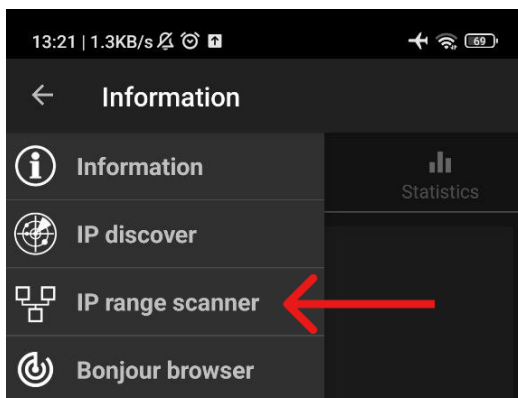 13:21 | 1.3KB/s 69
Information
Information
Statistics
IP discover
IP range scanner
Bonjour browser